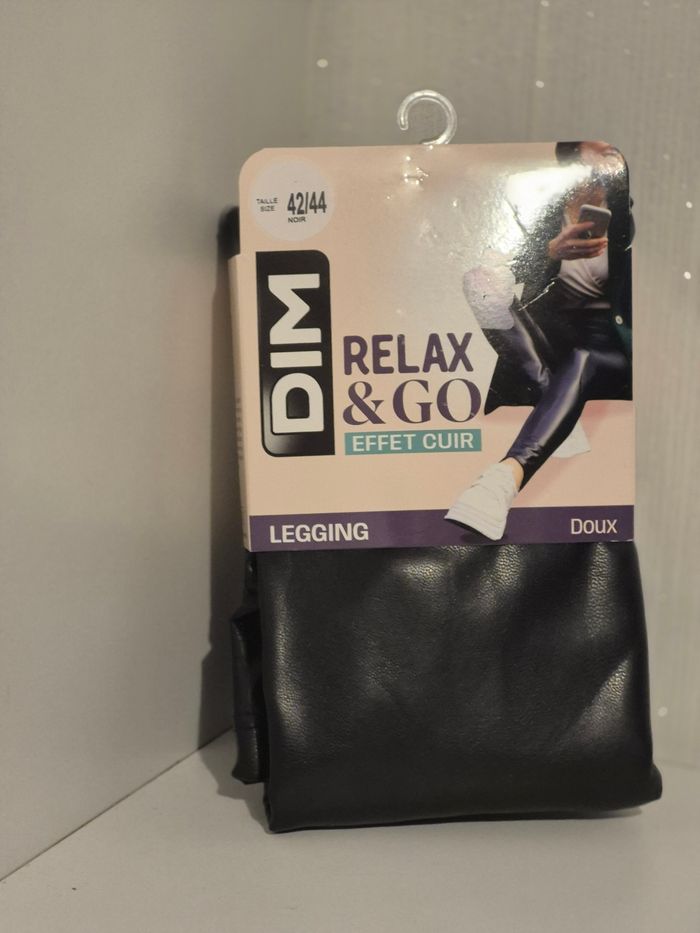 TAILLE
SIZE
42/44
NOIR
DIM
RELAX
& GO
EFFET CUIR
LEGGING
Doux